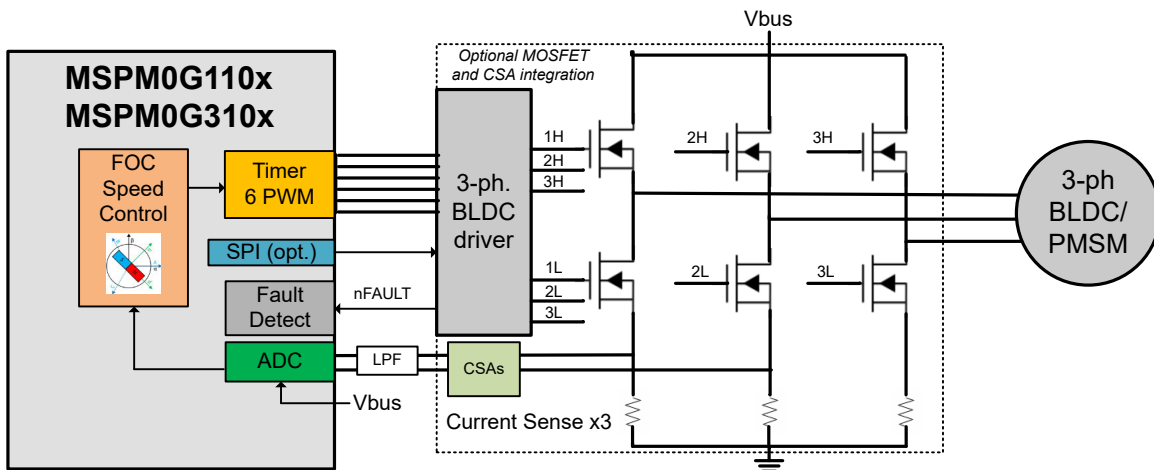 Vbus
Optional MOSFET
and CSA integration
MSPM0G110x
MSPM0G310x
FOC
Speed
Control
Timer
6 PWM
SPI (opt.)
Fault
Detect
nFAULT
ADC
LPF
CSAs
Vbus
Current Sense x3
3-ph.
BLDC
driver
1H
2H
3H
1L
2L
3L
2H
3H
2L
3L
3-ph
BLDC/
PMSM